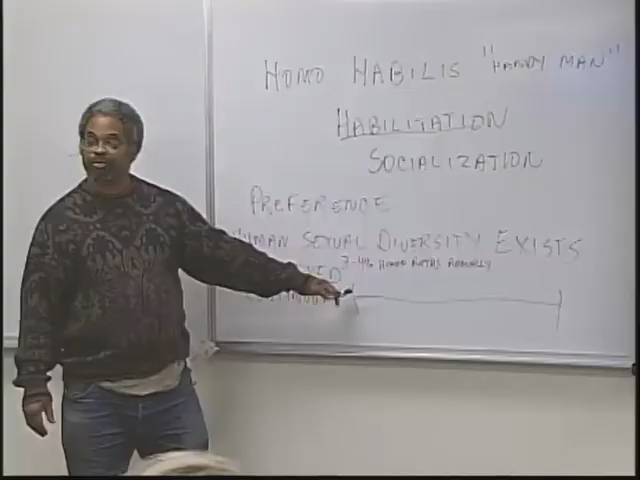 HOMO HABILIS "HANDY MAN"
HABILITATION
SOCIALIZATION
PREFERENCE
HUMAN SEXUAL DIVERSITY EXISTS